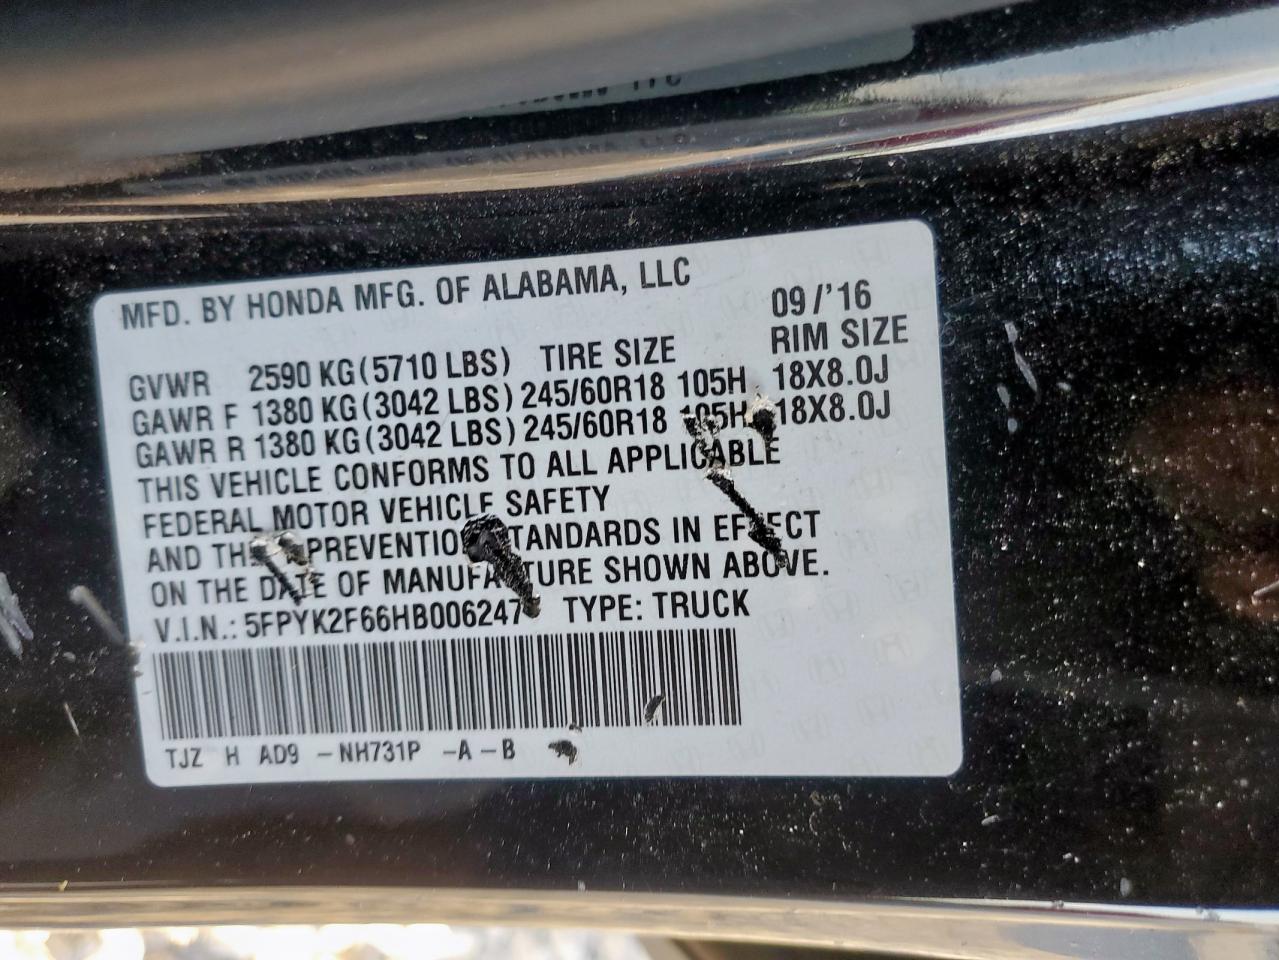 MFD. BY HONDA MFG. OF ALABAMA, LLC 09/'16
GVWR 2590 KG(5710 LBS) TIRE SIZE RIM SIZE
GAWR F 1380 KG(3042 LBS) 245/60R18 105H 18X8.0J
GAWR R 1380 KG(3042 LBS) 245/60R18 105H 18X8.0J
THIS VEHICLE CONFORMS TO ALL APPLICABLE
FEDERAL MOTOR VEHICLE SAFETY
AND PREVENTION STANDARDS IN EFFECT
ON THE DATE OF MANUFACTURE SHOWN ABOVE.
V.I.N.: 5FPYK2F66HB006247 TYPE: TRUCK
TJZ H AD9 -NH731P -A-B